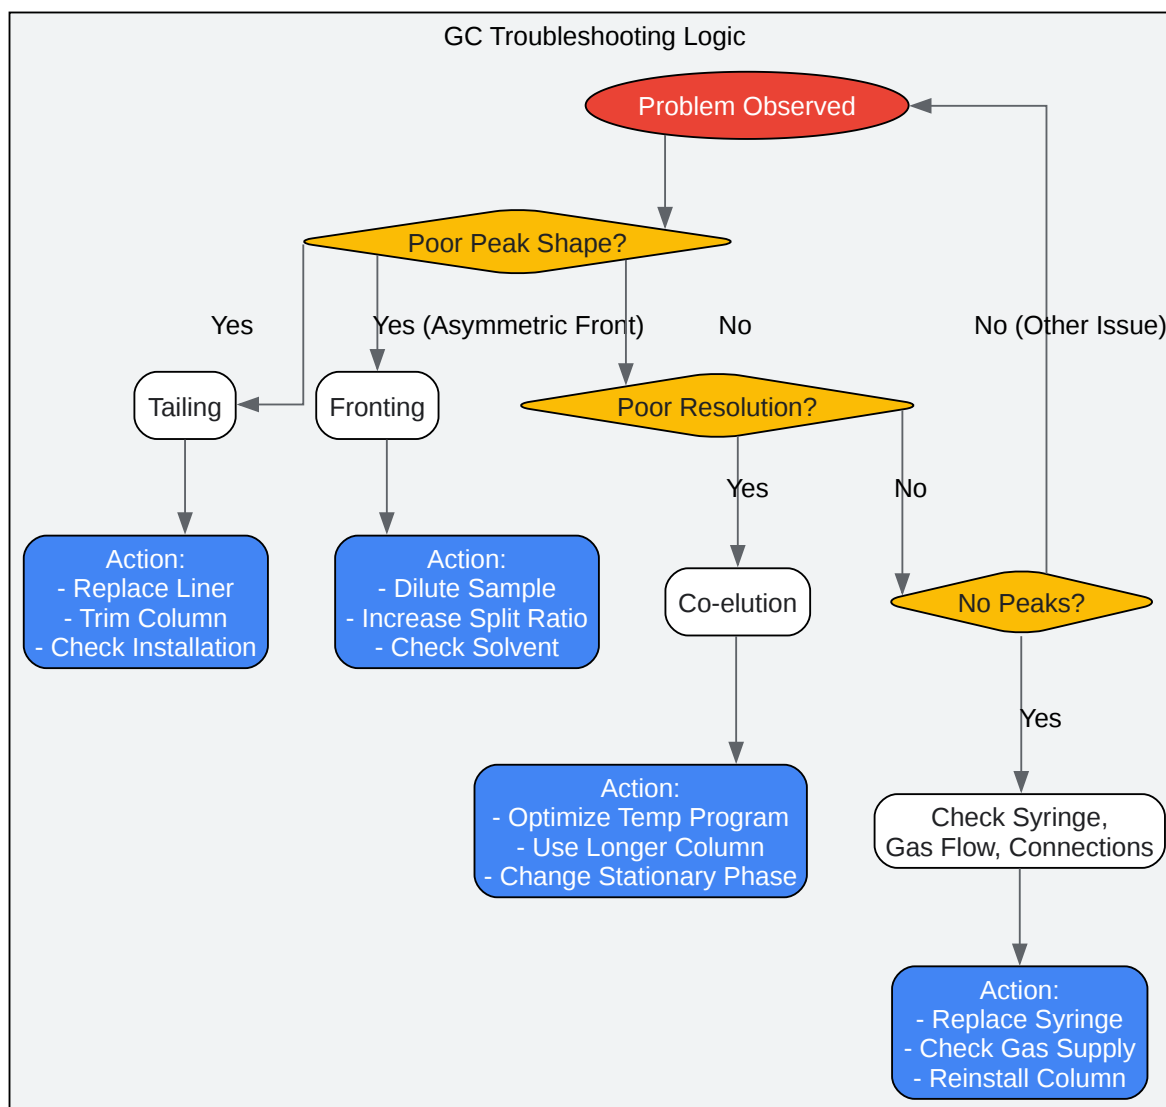 GC Troubleshooting Logic
Problem Observed
Poor Peak Shape?
Yes
Yes (Asymmetric Front)
No
No (Other Issue)
Tailing
Fronting
Poor Resolution?
Yes
No
Action:
- Replace Liner
- Trim Column
- Check Installation
Action:
- Dilute Sample
- Increase Split Ratio
- Check Solvent
Co-elution
No Peaks?
Yes
Action:
- Optimize Temp Program
- Use Longer Column
- Change Stationary Phase
Check Syringe,
Gas Flow, Connections
Action:
- Replace Syringe
- Check Gas Supply
- Reinstall Column